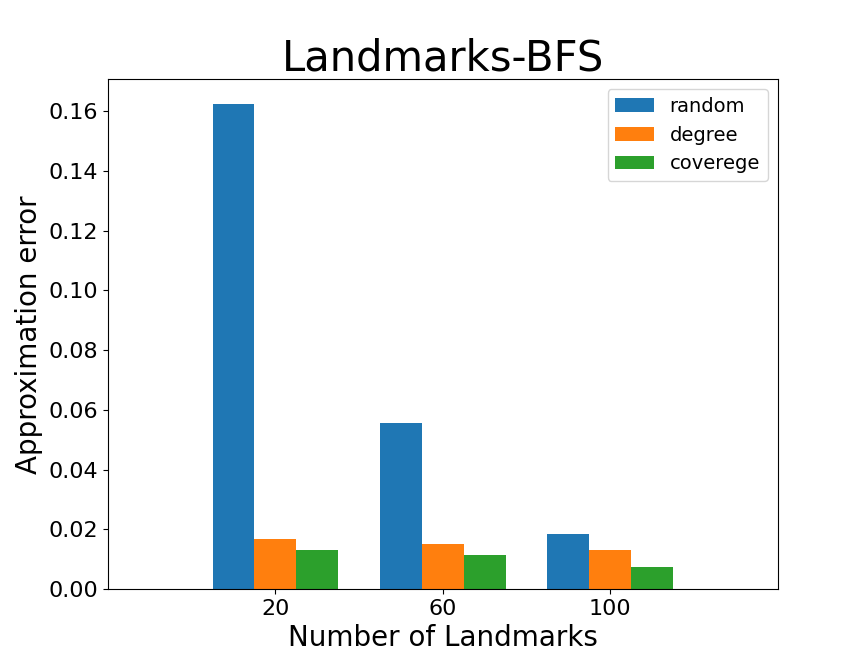 Landmarks-BFS
random
degree
coverege
Approximation error
0.16
0.14
0.12
0.10
0.08
0.06
0.04
0.02
0.00
20 60 100
Number of Landmarks